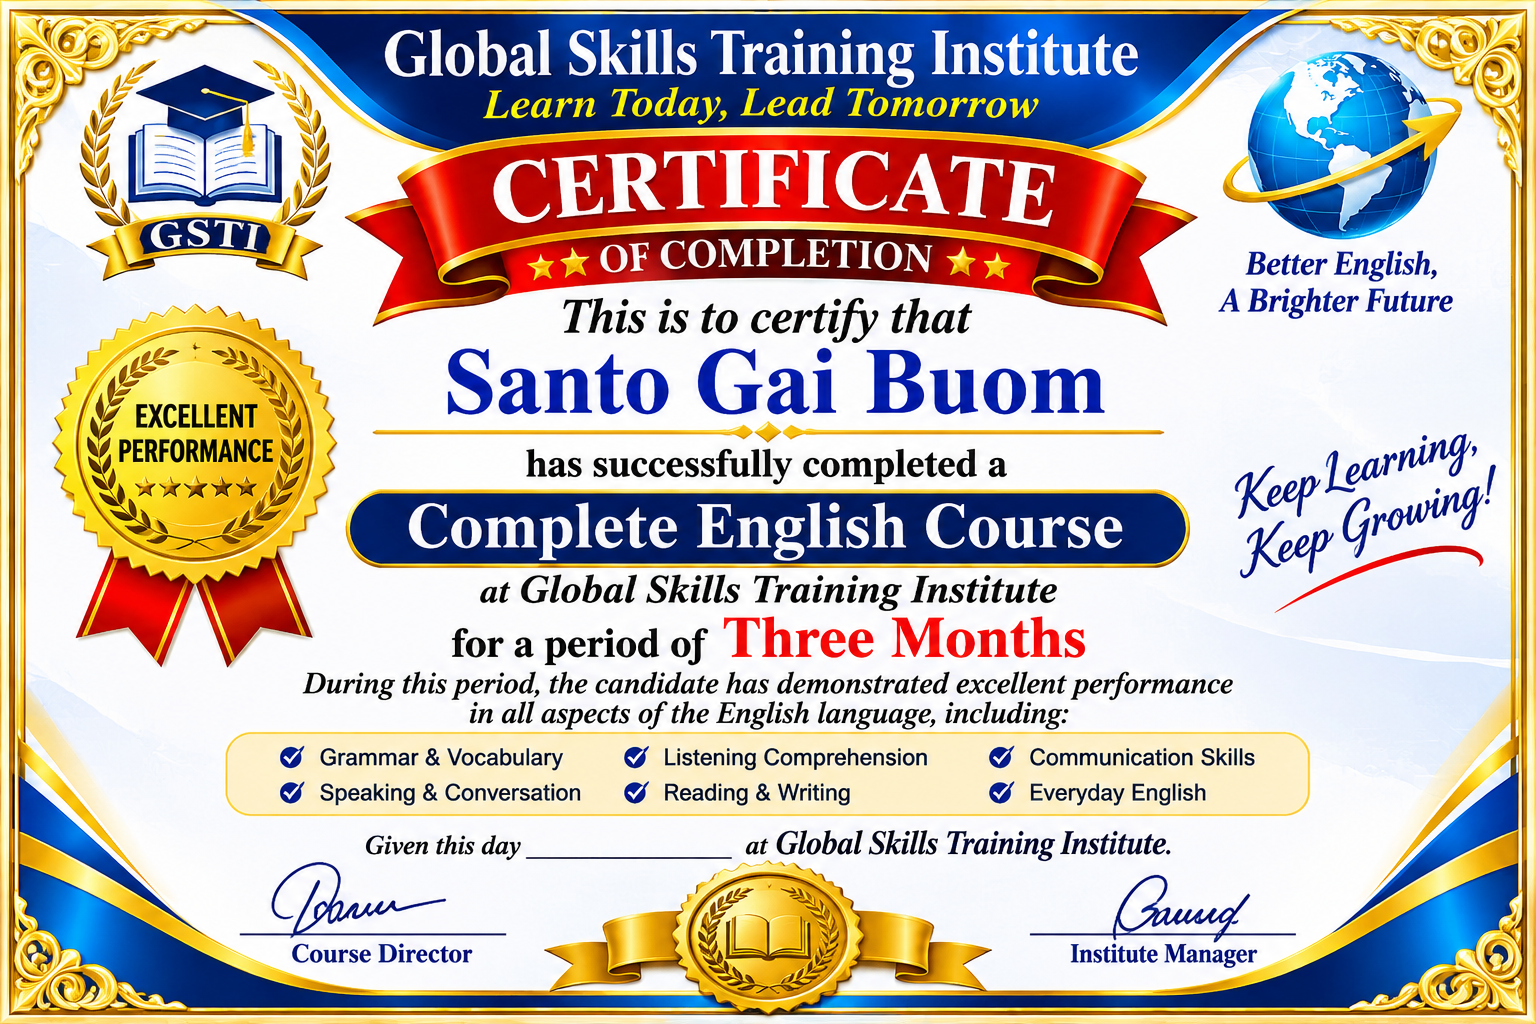 Global Skills Training Institute
Learn Today, Lead Tomorrow
GSTI
CERTIFICATE
OF COMPLETION
Better English,
A Brighter Future
This is to certify that
Santo Gai Buom
EXCELLENT
PERFORMANCE
has successfully completed a
Complete English Course
Keep Learning,
Keep Growing!
at Global Skills Training Institute
for a period of Three Months
During this period, the candidate has demonstrated excellent performance
in all aspects of the English language, including:
Grammar & Vocabulary Listening Comprehension Communication Skills
Speaking & Conversation Reading & Writing Everyday English
Given this day ______________ at Global Skills Training Institute.
Course Director
Institute Manager